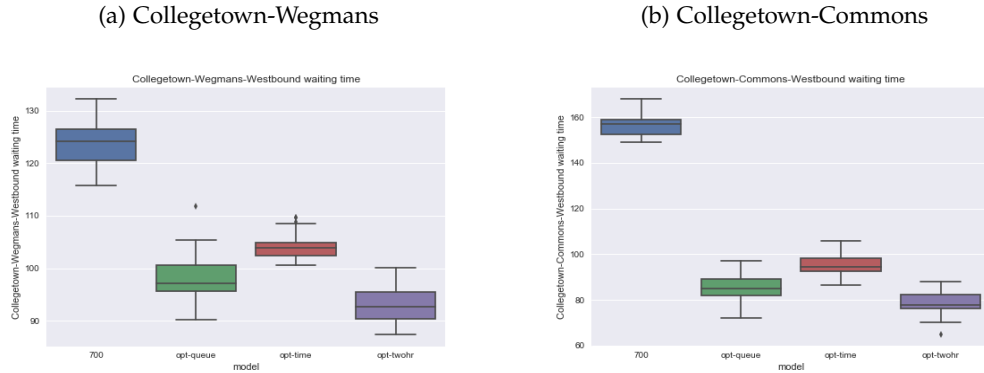 (a) Collegetown-Wegmans
(b) Collegetown-Commons
Collegetown-Wegmans-Westbound waiting time
Collegetown-Wegmans-Westbound waiting time
130
120
110
100
90
700 opt-queue opt-time opt-twohr
model
Collegetown-Commons-Westbound waiting time
Collegetown-Commons-Westbound waiting time
160
140
120
100
80
60
700 opt-queue opt-time opt-twohr
model